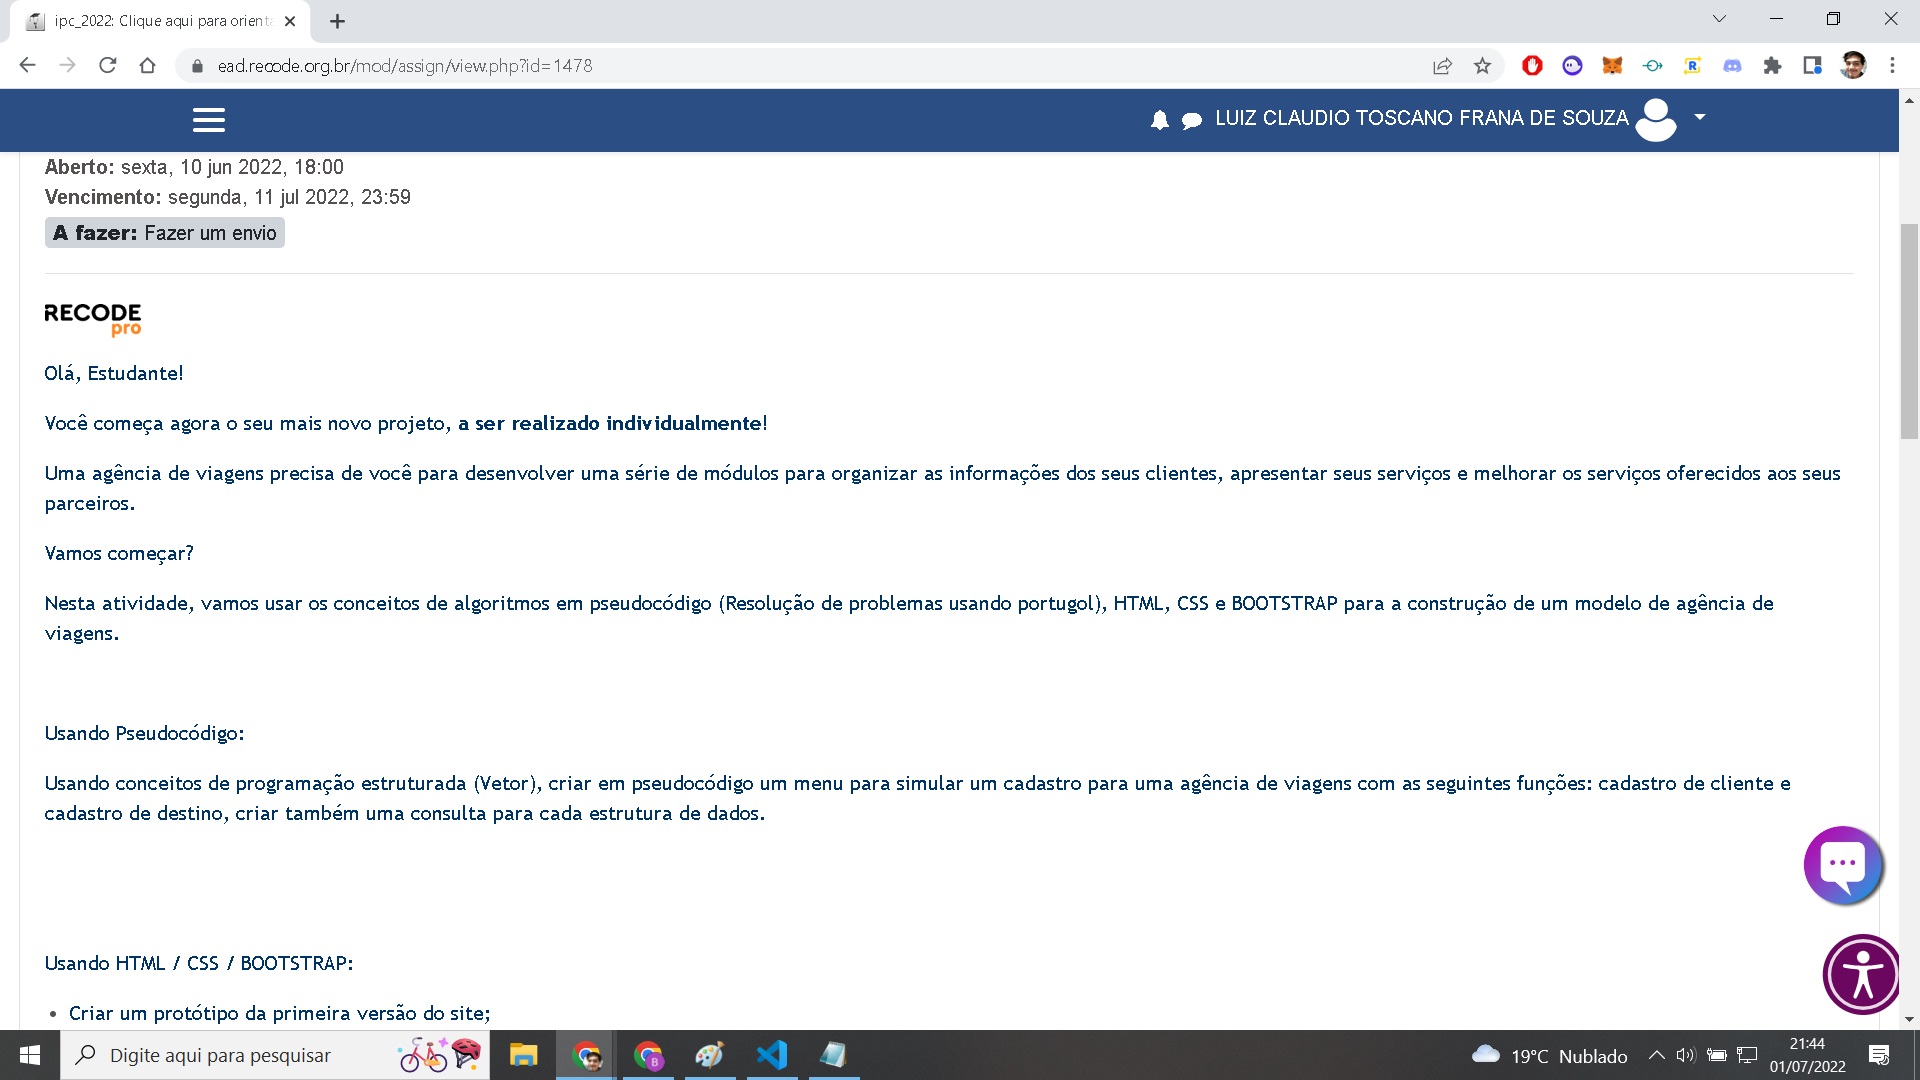 ipc_2022: Clique aqui para orienta
ead.recode.org.br/mod/assign/view.php?id=1478
LUIZ CLAUDIO TOSCANO FRANA DE SOUZA
Aberto: sexta, 10 jun 2022, 18:00
Vencimento: segunda, 11 jul 2022, 23:59
A fazer: Fazer um envio
RECODE
pro
Olá, Estudante!
Você começa agora o seu mais novo projeto, a ser realizado individualmente!
Uma agência de viagens precisa de você para desenvolver uma série de módulos para organizar as informações dos seus clientes, apresentar seus serviços e melhorar os serviços oferecidos aos seus
parceiros.
Vamos começar?
Nesta atividade, vamos usar os conceitos de algoritmos em pseudocódigo (Resolução de problemas usando portugol), HTML, CSS e BOOTSTRAP para a construção de um modelo de agência de
viagens.
Usando Pseudocódigo:
Usando conceitos de programação estruturada (Vetor), criar em pseudocódigo um menu para simular um cadastro para uma agência de viagens com as seguintes funções: cadastro de cliente e
cadastro de destino, criar também uma consulta para cada estrutura de dados.
Usando HTML / CSS / BOOTSTRAP:
• Criar um protótipo da primeira versão do site;
Digite aqui para pesquisar
19°C Nublado
21:44
01/07/2022